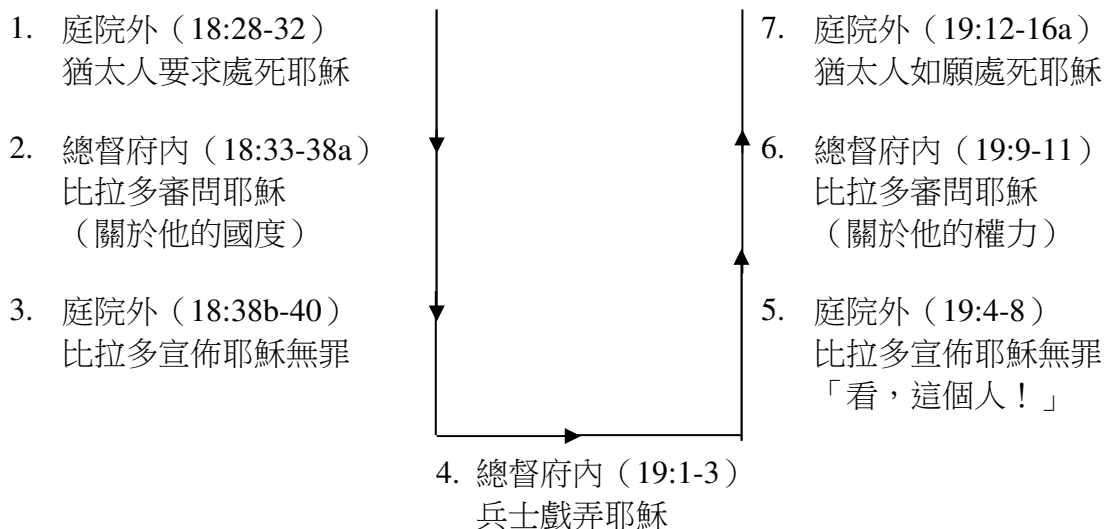 1. 庭院外（18:28-32）
猶太人要求處死耶穌
2. 總督府內（18:33-38a）
比拉多審問耶穌
（關於他的國度）
3. 庭院外（18:38b-40）
比拉多宣佈耶穌無罪
4. 總督府內（19:1-3）
兵士戲弄耶穌
5. 庭院外（19:4-8）
比拉多宣佈耶穌無罪
「看，這個人！」
6. 總督府內（19:9-11）
比拉多審問耶穌
（關於他的權力）
7. 庭院外（19:12-16a）
猶太人如願處死耶穌